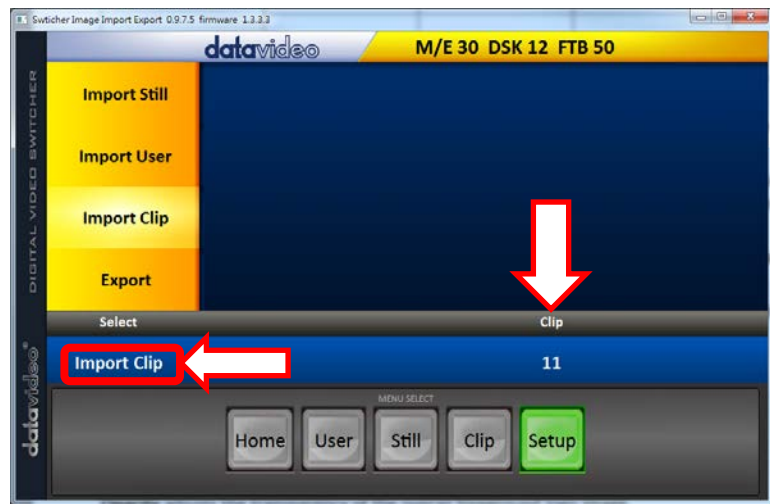 Swticher Image Import Export 0.9.7.5 firmware 1.3.3.3
datavideo M/E 30 DSK 12 FTB 50
DIGITAL VIDEO SWITCHER
Import Still
Import User
Import Clip
Export
Select Clip
Import Clip 11
datavideo
MENU SELECT
Home User Still Clip Setup